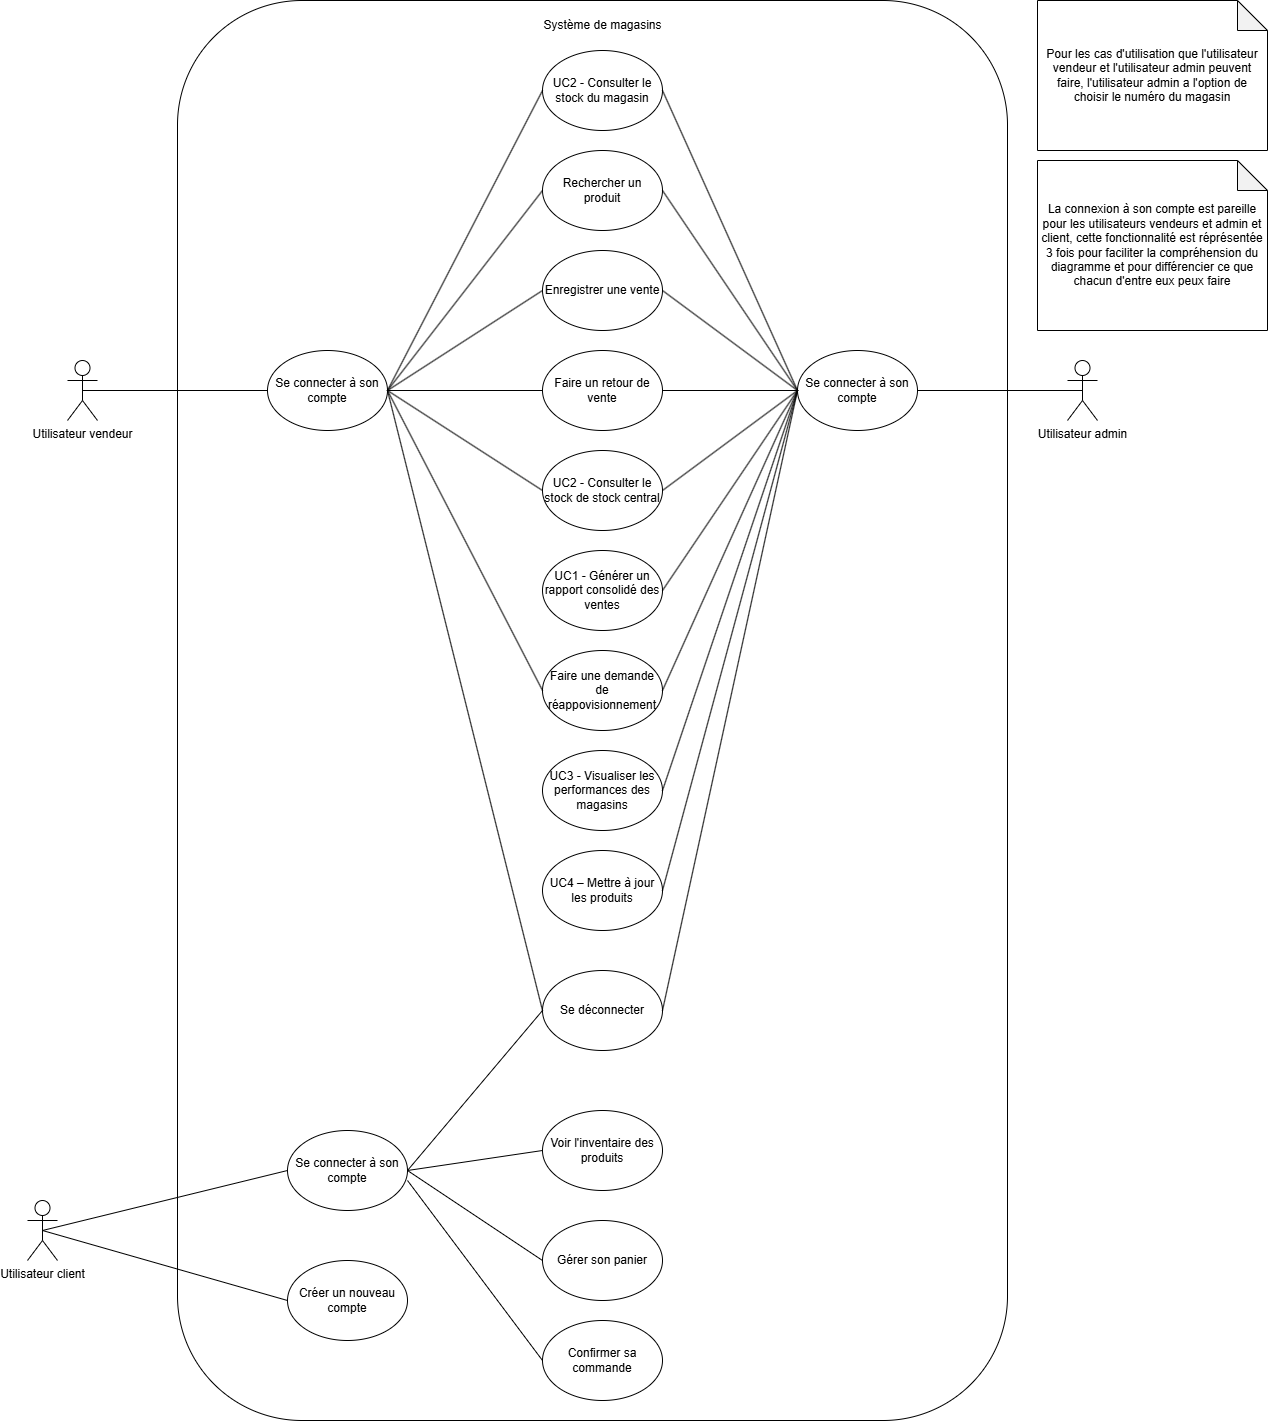 Système de magasins
UC2 - Consulter le
stock du magasin
Rechercher un
produit
Enregistrer une vente
Faire un retour de
vente
UC2 - Consulter le
stock de stock central
UC1 - Générer un
rapport consolidé des
ventes
Faire une demande
de
réappovisionnement
UC3 - Visualiser les
performances des
magasins
UC4 – Mettre à jour
les produits
Se déconnecter
Voir l'inventaire des
produits
Gérer son panier
Confirmer sa
commande
Se connecter à son
compte
Utilisateur vendeur
Se connecter à son
compte
Utilisateur admin
Se connecter à son
compte
Créer un nouveau
compte
Utilisateur client
Pour les cas d'utilisation que l'utilisateur
vendeur et l'utilisateur admin peuvent
faire, l'utilisateur admin a l'option de
choisir le numéro du magasin
La connexion à son compte est pareille
pour les utilisateurs vendeurs et admin et
client, cette fonctionnalité est réprésentée
3 fois pour faciliter la compréhension du
diagramme et pour différencier ce que
chacun d'entre eux peux faire